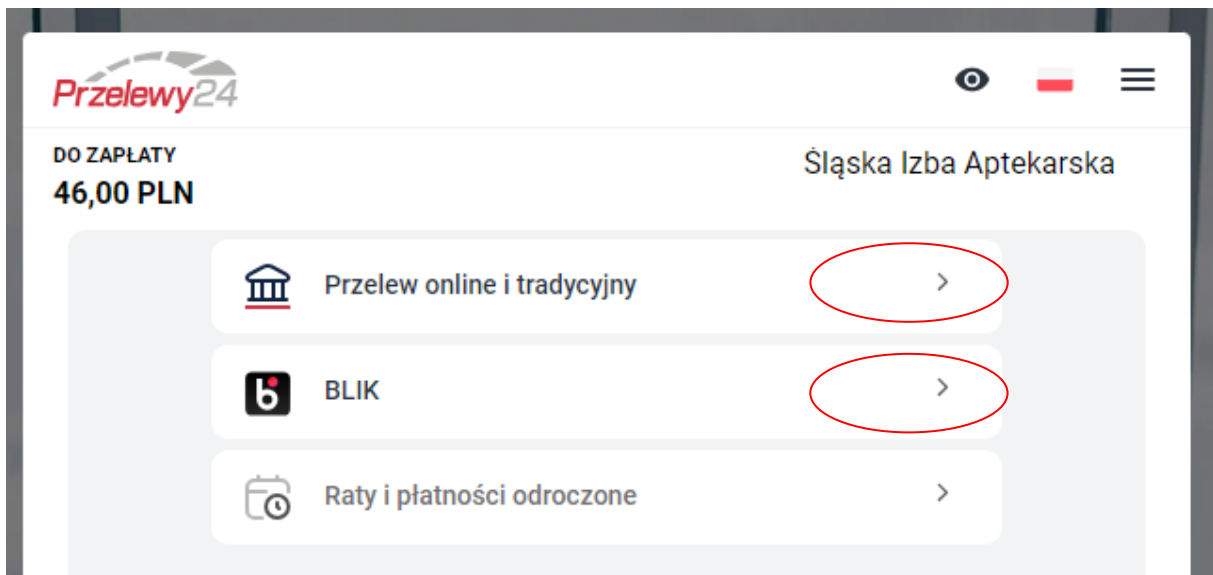 Przelewy24
DO ZAPŁATY
Śląska Izba Aptekarska
46,00 PLN
Przelew online i tradycyjny
BLIK
Raty i płatności odroczone